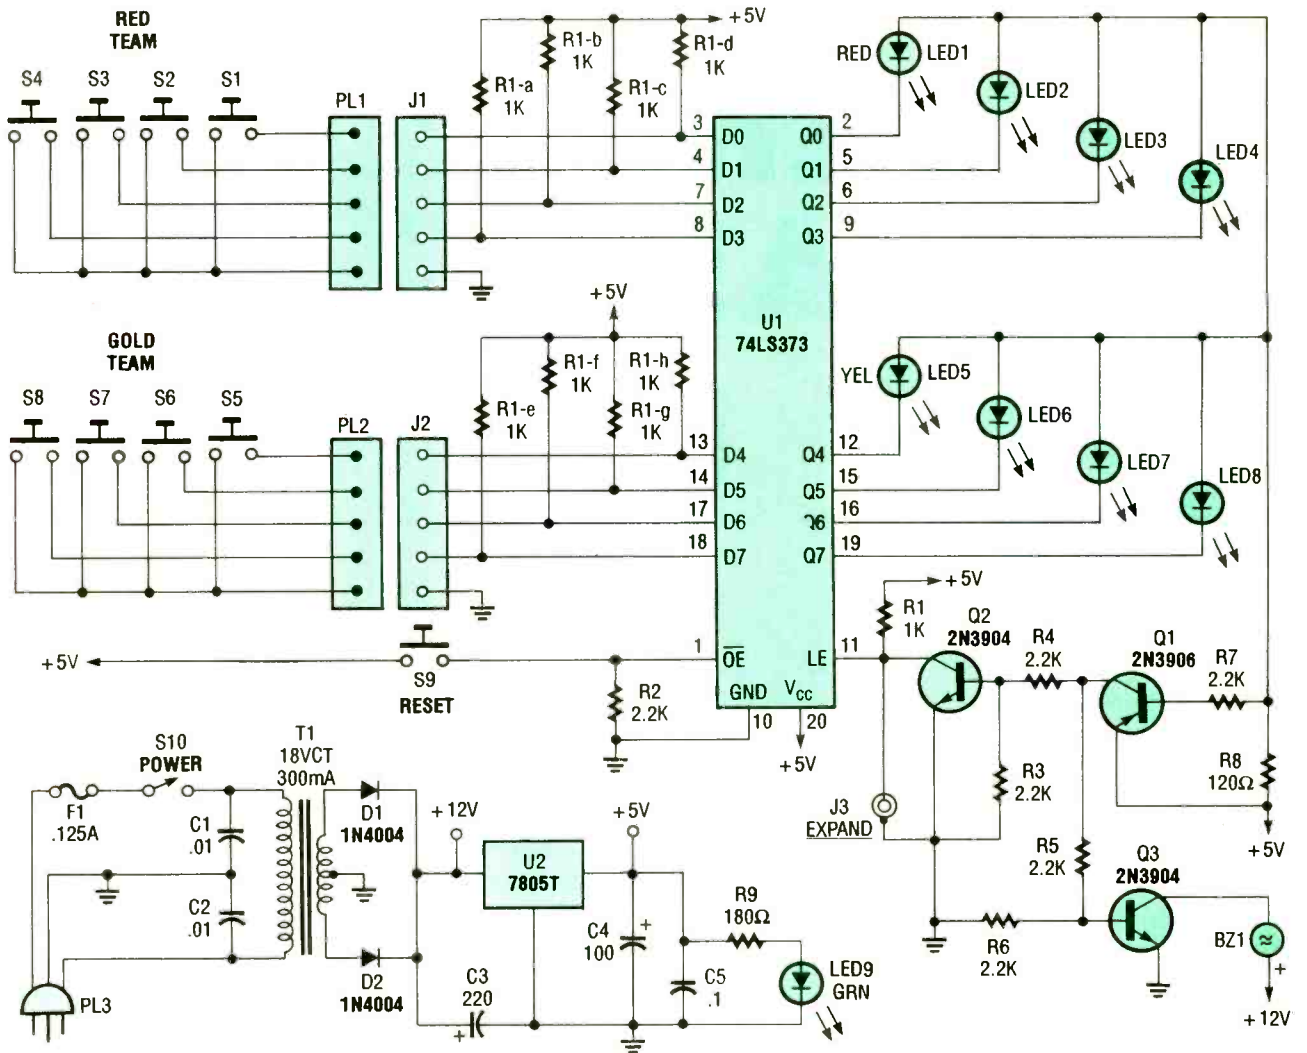 RED
TEAM
S4
S3
S2
S1
PL1
J1
R1-a
1K
R1-b
1K
R1-c
1K
R1-d
1K
+5V
3
4
7
8
D0
D1
D2
D3
2
5
6
9
Q0
Q1
Q2
Q3
RED
LED1
LED2
LED3
LED4
U1
74LS373
GOLD
TEAM
S8
S7
S6
S5
PL2
J2
+5V
R1-e
1K
R1-f
1K
R1-g
1K
R1-h
1K
13
14
17
18
D4
D5
D6
D7
12
15
16
19
Q4
Q5
Q6
Q7
YEL
LED5
LED6
LED7
LED8
+5V
S9
RESET
1
OE
LE
11
GND
VCC
10
20
+5V
R2
2.2K
R1
1K
+5V
Q2
2N3904
R4
2.2K
Q1
2N3906
R7
2.2K
R8
120Ω
+5V
R3
2.2K
J3
EXPAND
R5
2.2K
Q3
2N3904
R6
2.2K
BZ1
+
+12V
S10
POWER
F1
.125A
C1
.01
C2
.01
PL3
T1
18VCT
300mA
D1
1N4004
D2
1N4004
+12V
U2
7805T
+5V
C3
220
+
C4
100
+
C5
.1
R9
180Ω
LED9
GRN